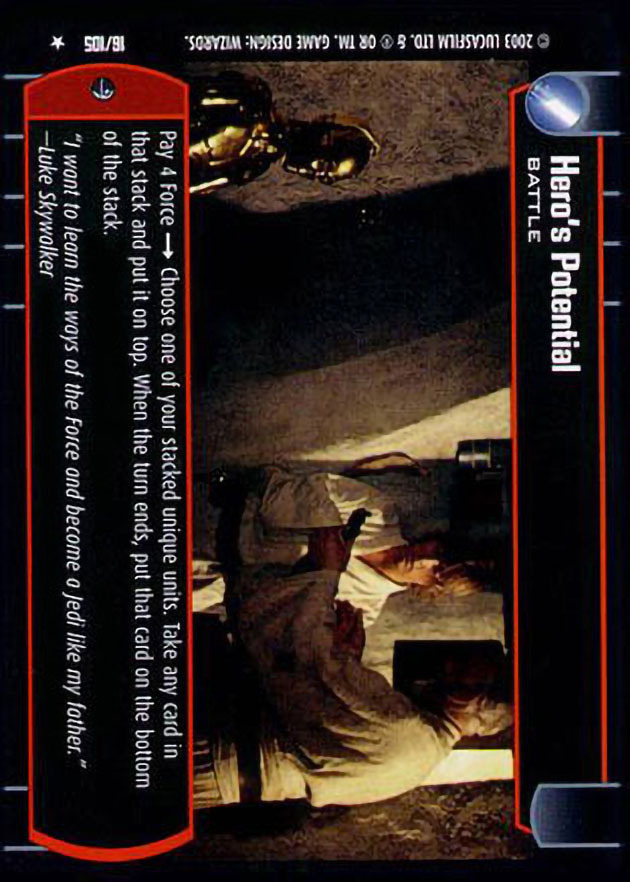 Hero's Potential
BATTLE
Pay 4 Force → Choose one of your stacked unique units. Take any card in
that stack and put it on top. When the turn ends, put that card on the bottom
of the stack.
"I want to learn the ways of the Force and become a Jedi like my father."
—Luke Skywalker
© 2003 LUCASFILM LTD. & ® OR TM. GAME DESIGN: WIZARDS.
16/105 ★